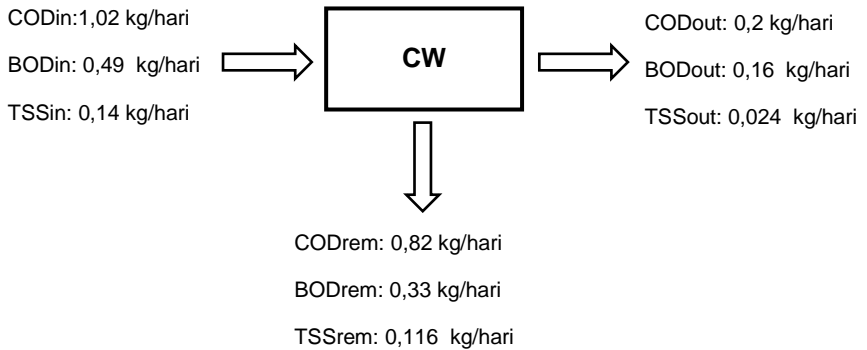 CODin:1,02 kg/hari
BODin: 0,49 kg/hari
TSSin: 0,14 kg/hari
CW
CODout: 0,2 kg/hari
BODout: 0,16 kg/hari
TSSout: 0,024 kg/hari
CODrem: 0,82 kg/hari
BODrem: 0,33 kg/hari
TSSrem: 0,116 kg/hari